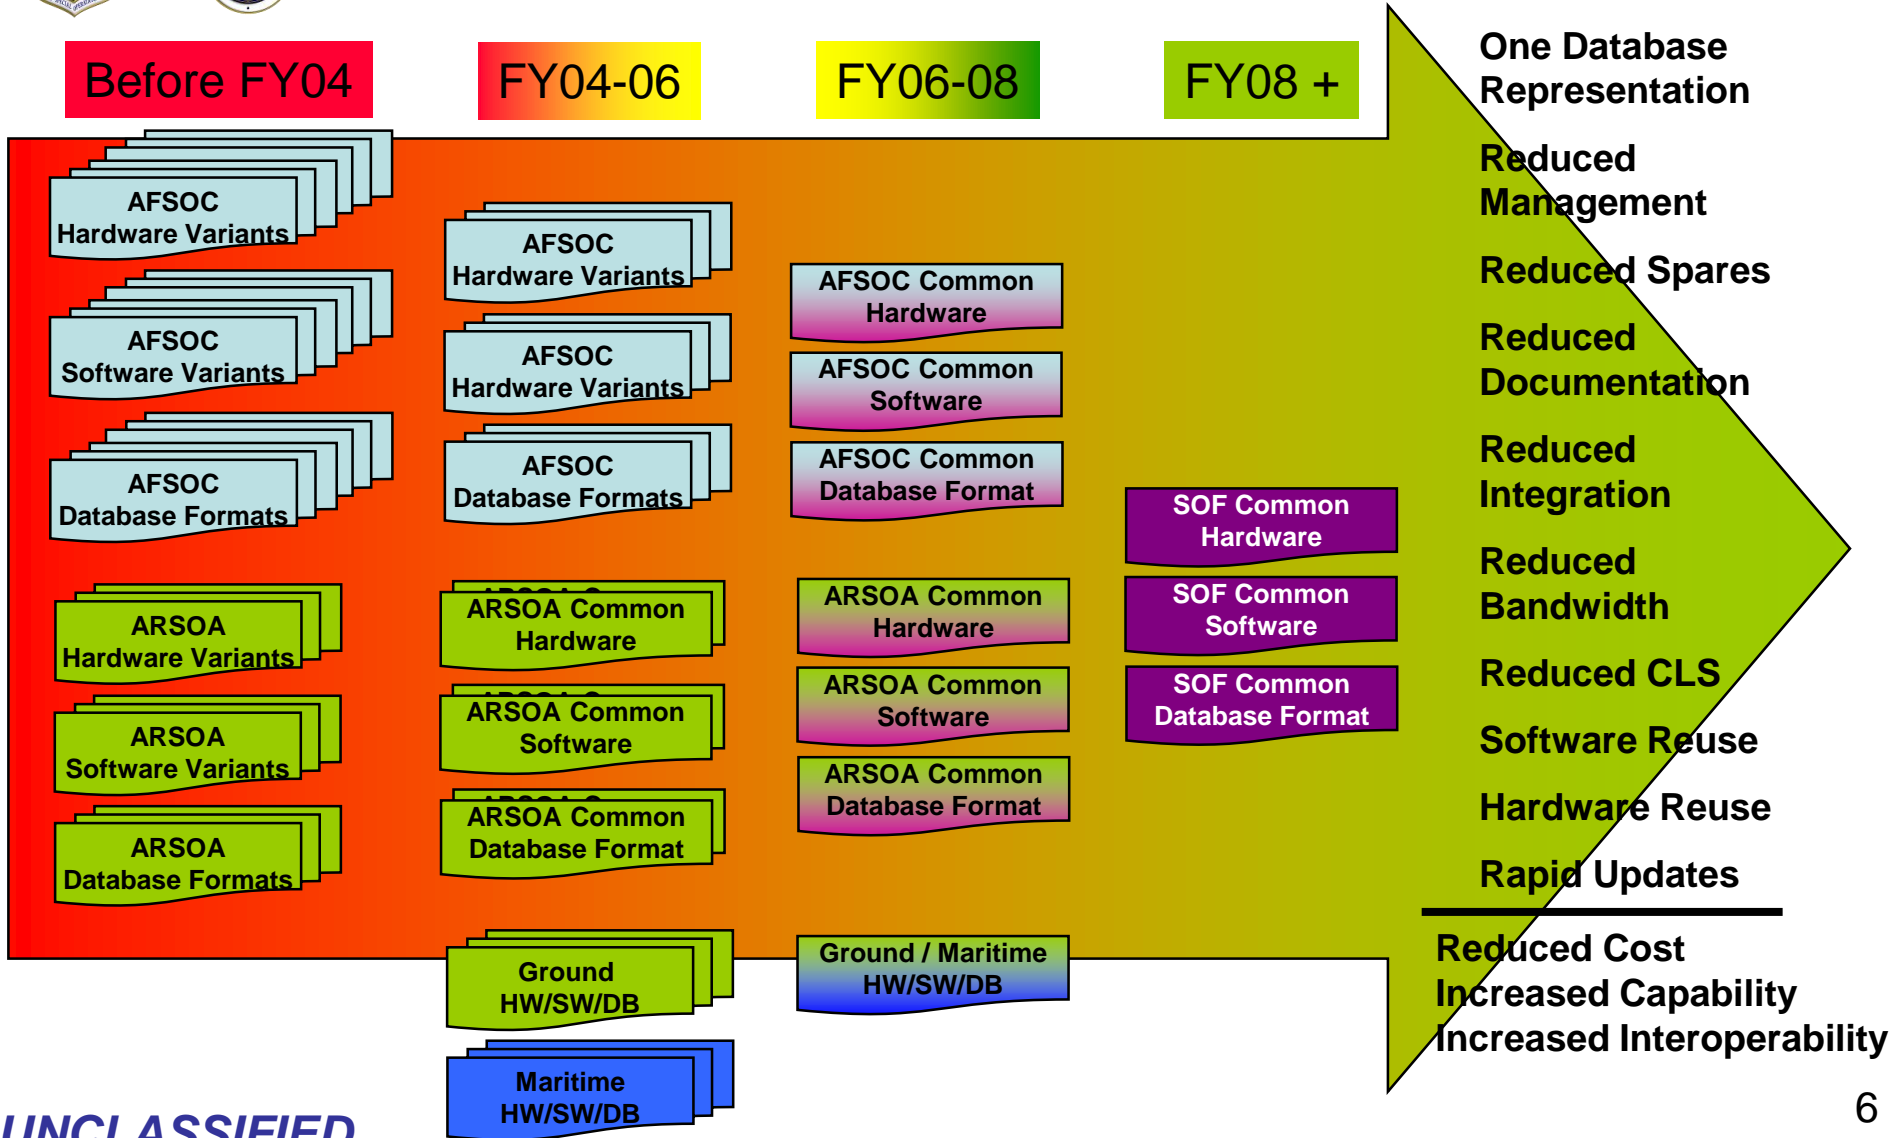 Before FY04
FY04-06
FY06-08
FY08 +
AFSOC
Hardware Variants
AFSOC
Software Variants
AFSOC
Database Formats
ARSOA
Hardware Variants
ARSOA
Software Variants
ARSOA
Database Formats
AFSOC
Hardware Variants
AFSOC
Hardware Variants
AFSOC
Database Formats
ARSOA Common
Hardware
ARSOA Common
Software
ARSOA Common
Database Format
Ground
HW/SW/DB
Maritime
HW/SW/DB
AFSOC Common
Hardware
AFSOC Common
Software
AFSOC Common
Database Format
ARSOA Common
Hardware
ARSOA Common
Software
ARSOA Common
Database Format
Ground / Maritime
HW/SW/DB
SOF Common
Hardware
SOF Common
Software
SOF Common
Database Format
One Database
Representation
Reduced
Management
Reduced Spares
Reduced
Documentation
Reduced
Integration
Reduced
Bandwidth
Reduced CLS
Software Reuse
Hardware Reuse
Rapid Updates
Reduced Cost
Increased Capability
Increased Interoperability
UNCLASSIFIED
6